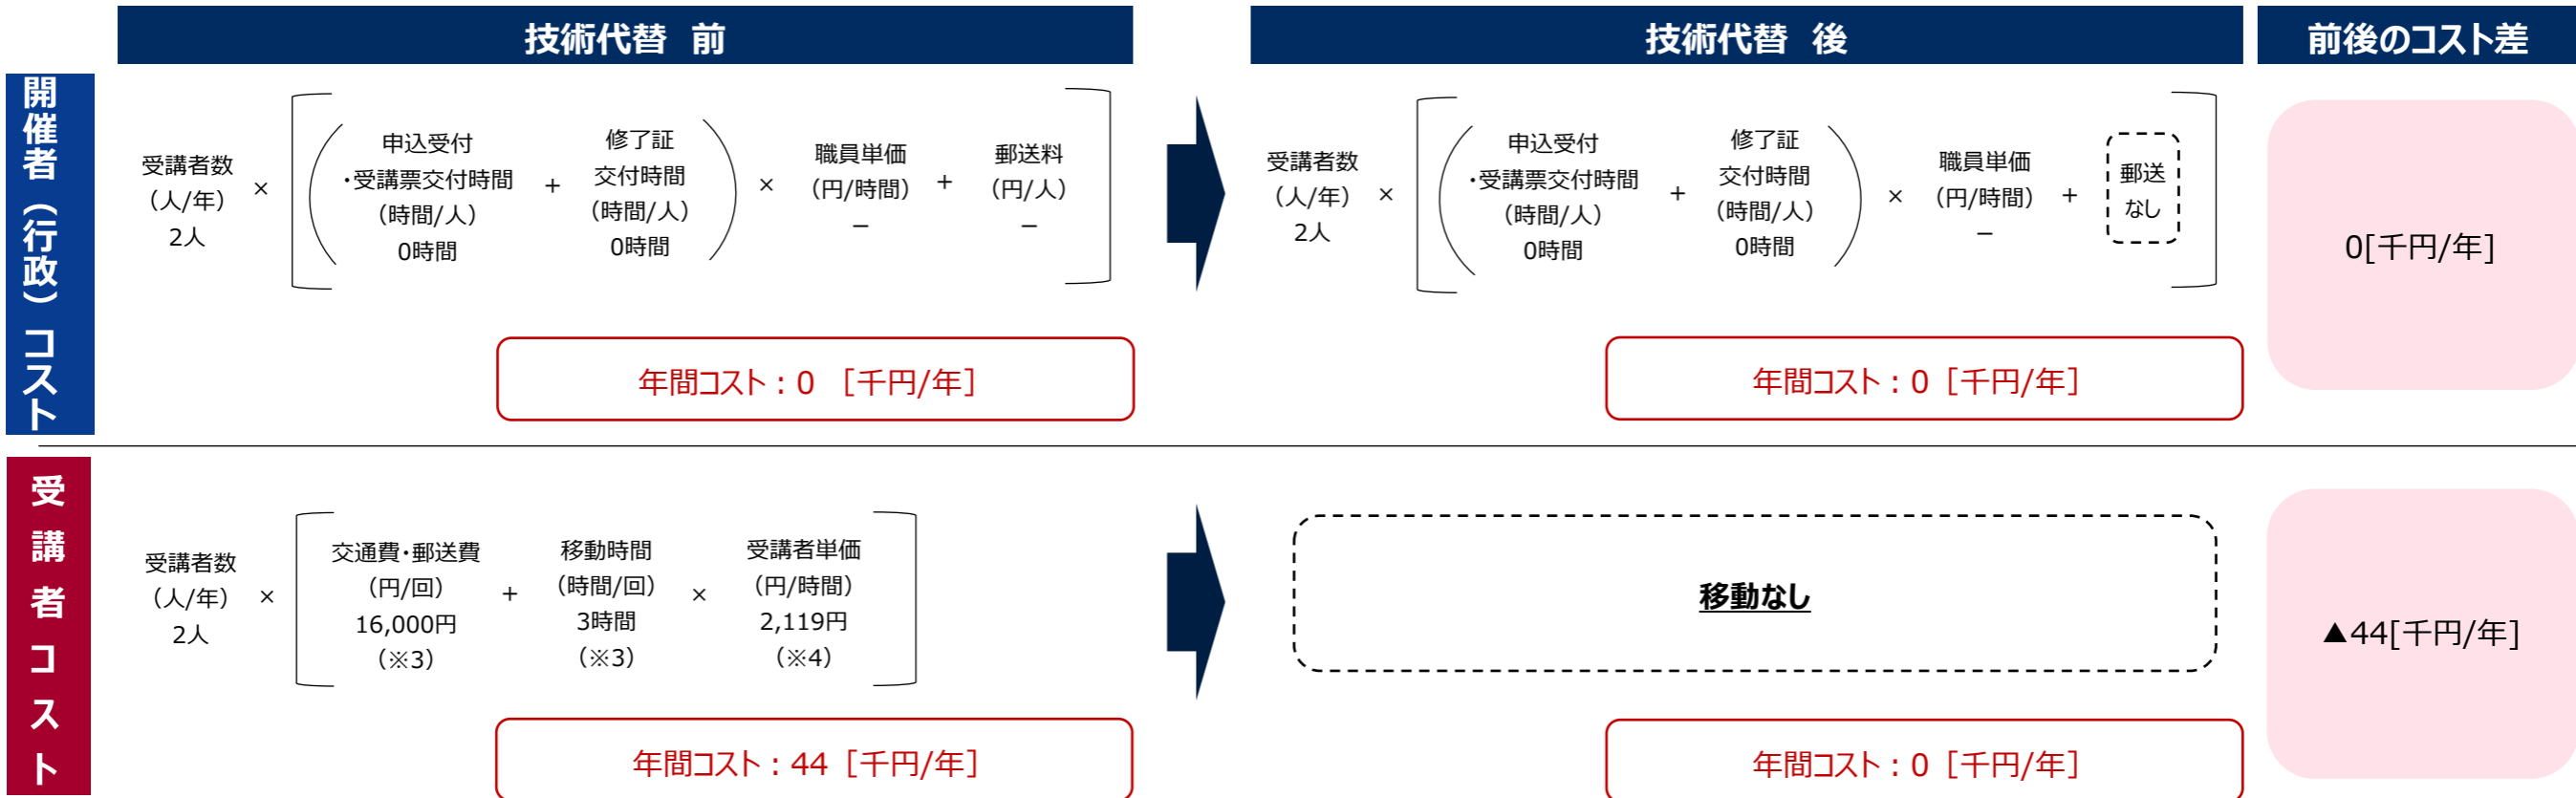 技術代替 前
技術代替 後
前後のコスト差
開催者（行政）コスト
受講者数
（人/年）
2人
×
申込受付
・受講票交付時間
（時間/人）
0時間
+
修了証
交付時間
（時間/人）
0時間
×
職員単価
（円/時間）
－
+
郵送料
（円/人）
－
年間コスト：0 ［千円/年］
受講者数
（人/年）
2人
×
申込受付
・受講票交付時間
（時間/人）
0時間
+
修了証
交付時間
（時間/人）
0時間
×
職員単価
（円/時間）
－
+
郵送
なし
年間コスト：0［千円/年］
0[千円/年]
受講者コスト
受講者数
（人/年）
2人
×
交通費・郵送費
（円/回）
16,000円
（※3）
+
移動時間
（時間/回）
3時間
（※3）
×
受講者単価
（円/時間）
2,119円
（※4）
年間コスト：44［千円/年］
移動なし
年間コスト：0［千円/年］
▲44[千円/年]